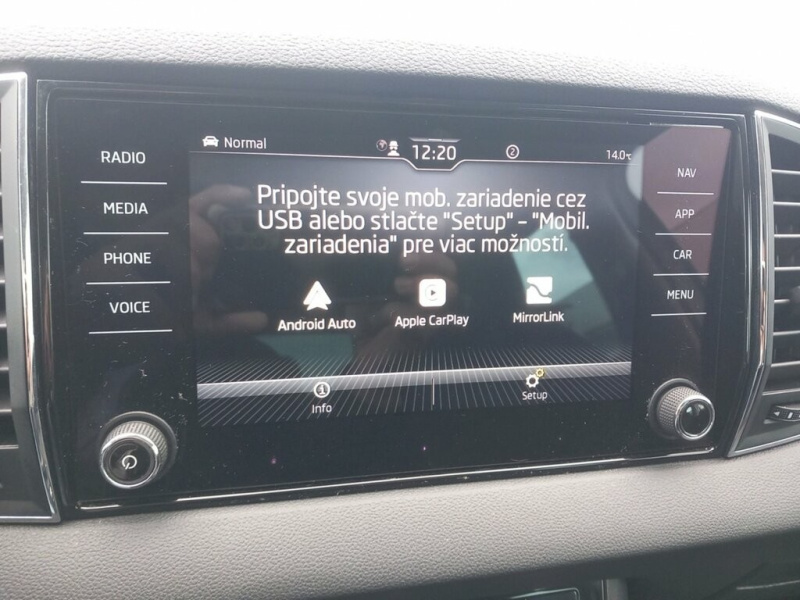 RADIO
MEDIA
PHONE
VOICE
Normal
12:20
2
14.0°C
Pripojte svoje mob. zariadenie cez
USB alebo stlačte "Setup" - "Mobil.
zariadenia" pre viac možností.
Android Auto
Apple CarPlay
MirrorLink
Info
Setup
NAV
APP
CAR
MENU